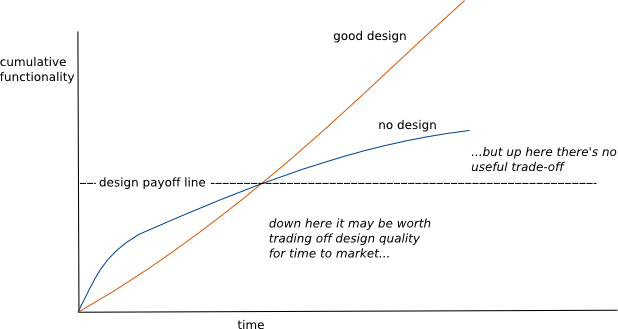 good design
cumulative
functionality
no design
...but up here there's no
useful trade-off
design payoff line
down here it may be worth
trading off design quality
for time to market...
time